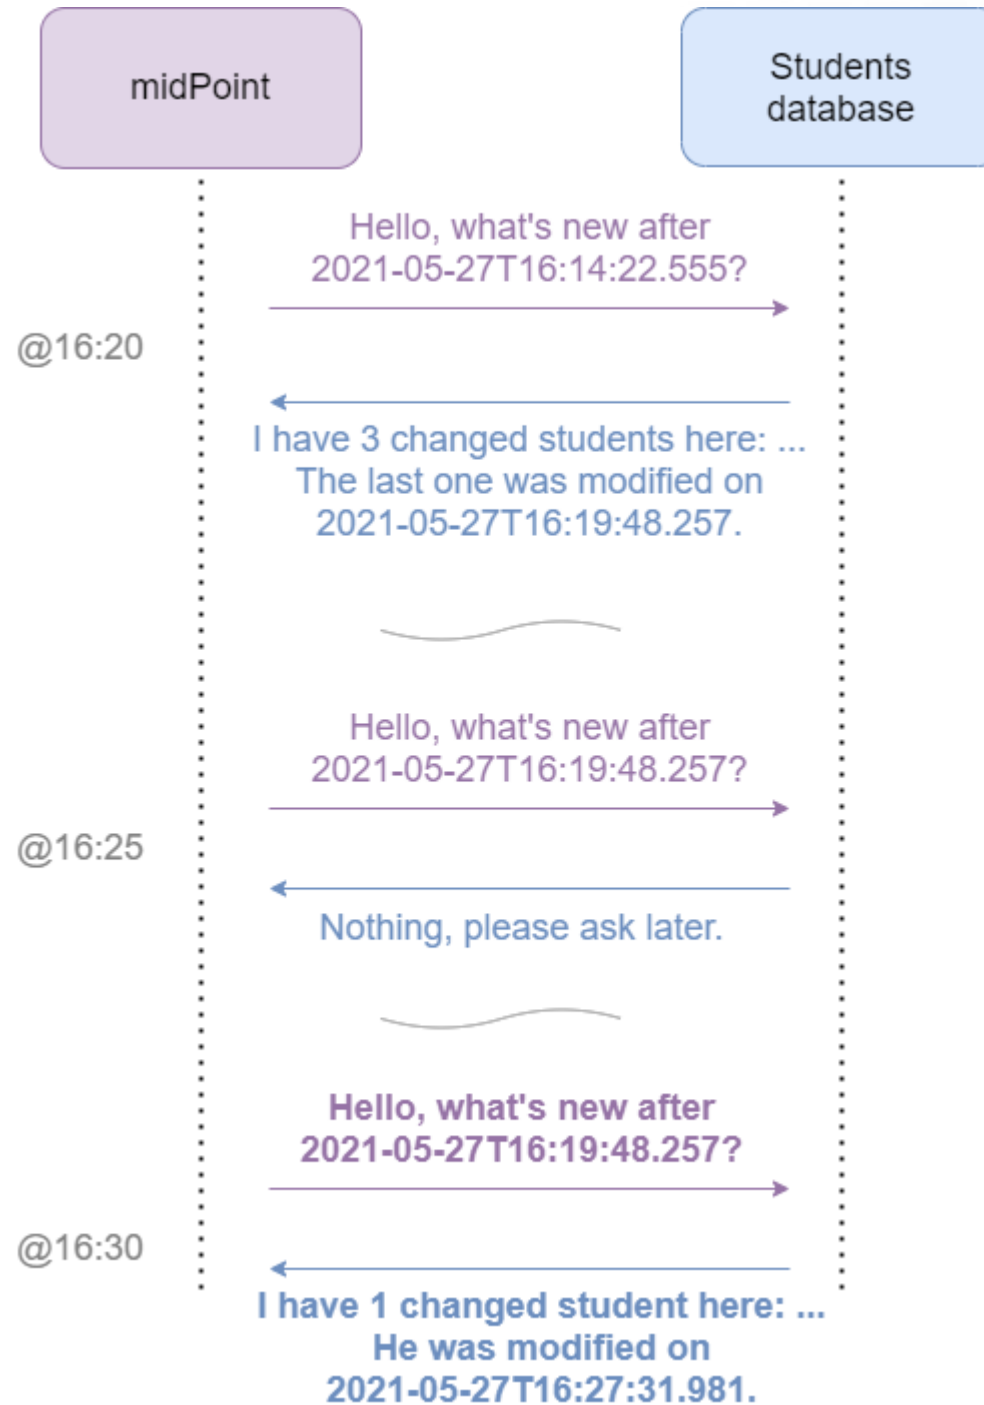 midPoint
Students
database
Hello, what's new after
2021-05-27T16:14:22.555?
@16:20
I have 3 changed students here: ...
The last one was modified on
2021-05-27T16:19:48.257.
Hello, what's new after
2021-05-27T16:19:48.257?
@16:25
Nothing, please ask later.
Hello, what's new after
2021-05-27T16:19:48.257?
@16:30
I have 1 changed student here: ...
He was modified on
2021-05-27T16:27:31.981.